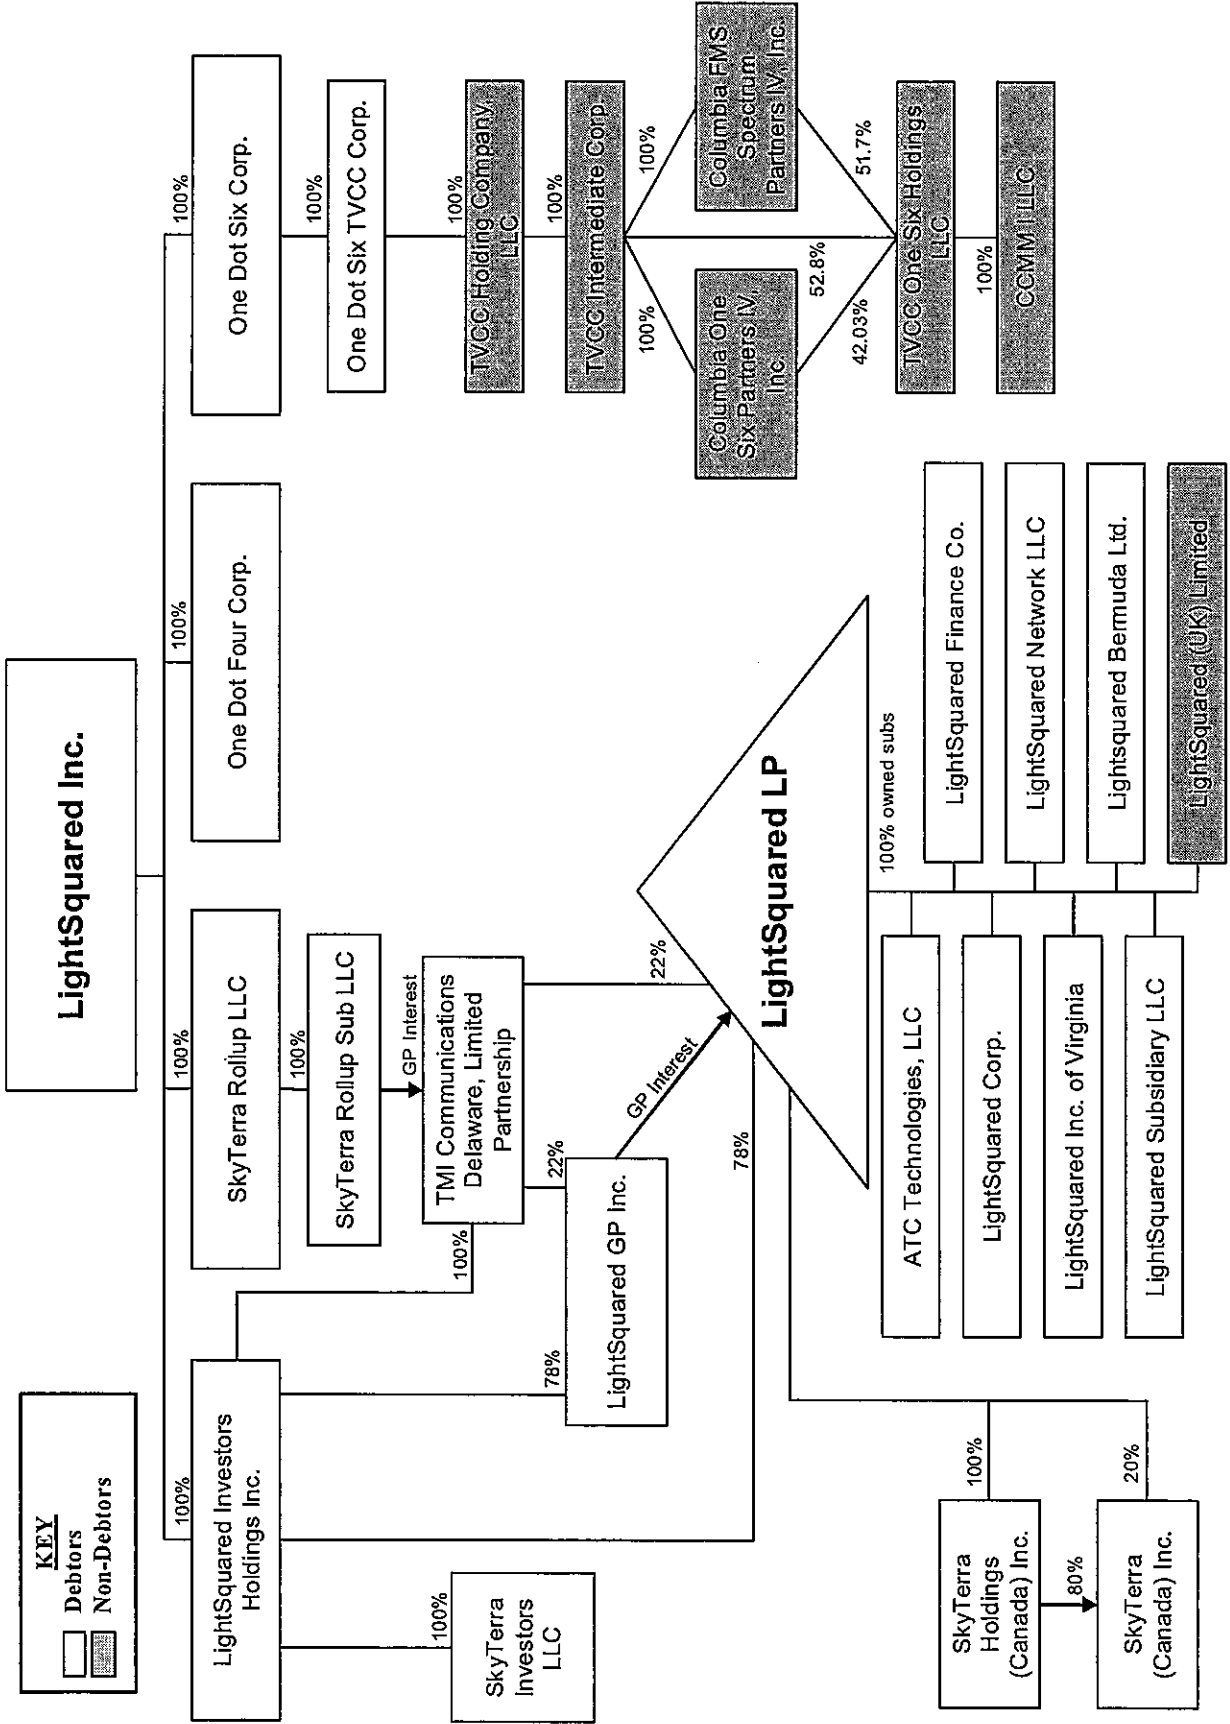 KEY
Debtors
Non-Debtors
LightSquared Inc.
100%
LightSquared Investors
Holdings Inc.
100%
SkyTerra Rollup LLC
100%
One Dot Four Corp.
100%
One Dot Six Corp.
100%
SkyTerra Rollup Sub LLC
100%
One Dot Six TVCC Corp.
GP Interest
100%
TMI Communications
Delaware, Limited
Partnership
100%
TVCC Holding Company,
LLC
100%
TVCC Intermediate Corp.
100%
SkyTerra
Investors
LLC
78%
22%
LightSquared GP Inc.
GP Interest
22%
78%
LightSquared LP
100%
100%
Columbia One
Six Partners IV,
Inc.
Columbia FMS
Spectrum
Partners IV, Inc.
52.8%
42.03%
51.7%
TVCC One Six Holdings
LLC
100%
CCMM I LLC
100% owned subs
ATC Technologies, LLC
LightSquared Finance Co.
LightSquared Corp.
LightSquared Network LLC
LightSquared Inc. of Virginia
Lightsquared Bermuda Ltd.
LightSquared Subsidiary LLC
LightSquared (UK) Limited
100%
SkyTerra
Holdings
(Canada) Inc.
80%
20%
SkyTerra
(Canada) Inc.